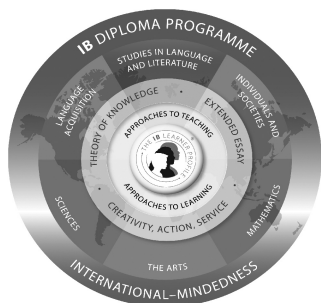 IB DIPLOMA PROGRAMME
STUDIES IN LANGUAGE
AND LITERATURE
LANGUAGE
ACQUISITION
INDIVIDUALS AND
SOCIETIES
THEORY OF KNOWLEDGE
EXTENDED ESSAY
APPROACHES TO TEACHING
THE IB LEARNER PROFILE
APPROACHES TO LEARNING
CREATIVITY, ACTION, SERVICE
SCIENCES
MATHEMATICS
THE ARTS
INTERNATIONAL-MINDEDNESS